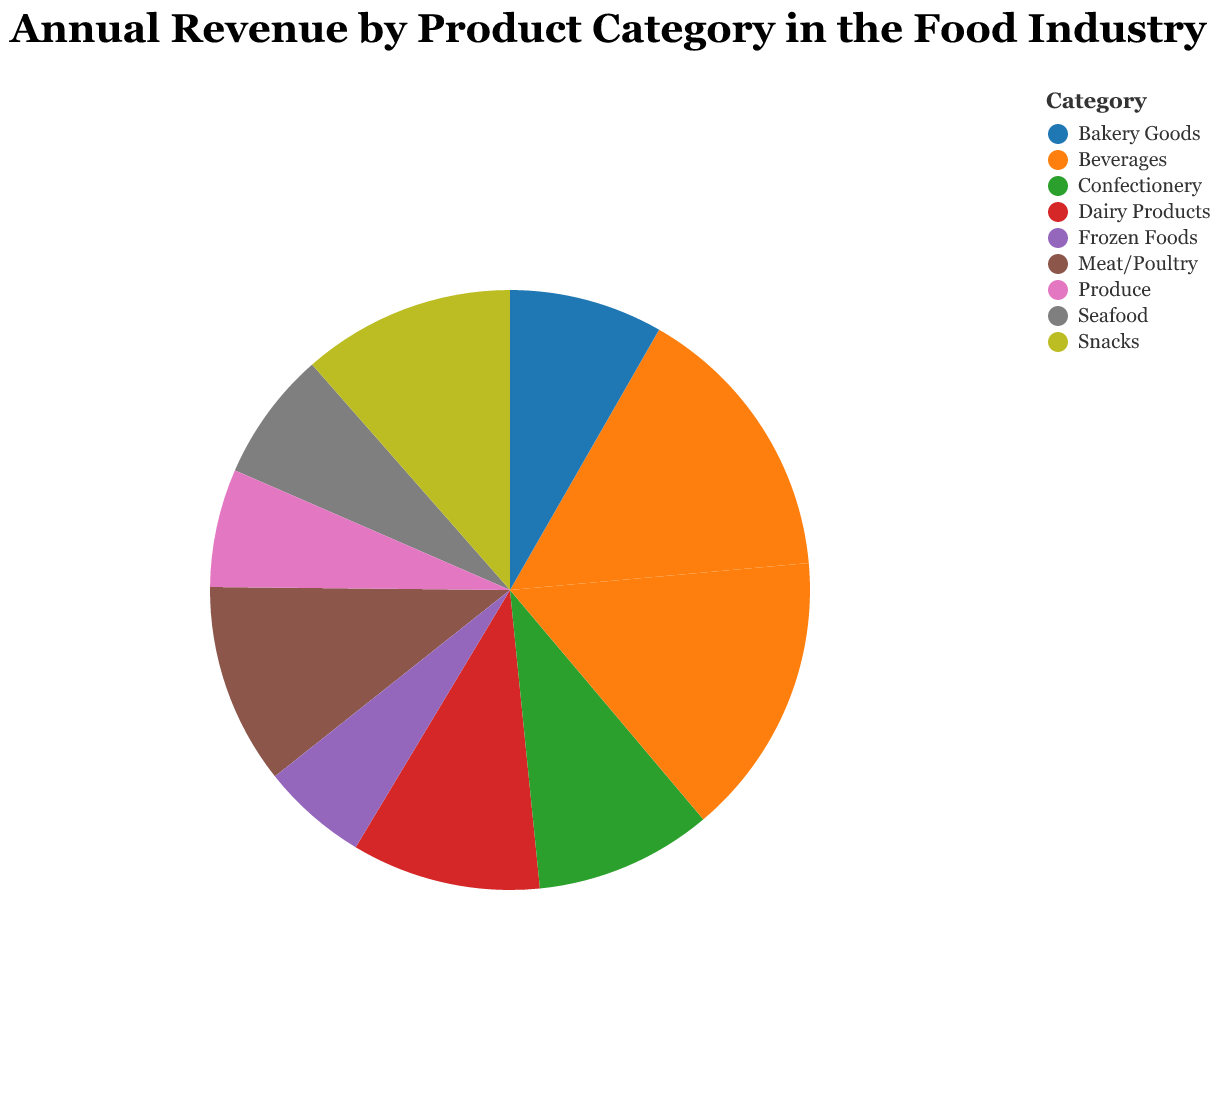 Annual Revenue by Product Category in the Food Industry
Category
Bakery Goods
Beverages
Confectionery
Dairy Products
Frozen Foods
Meat/Poultry
Produce
Seafood
Snacks